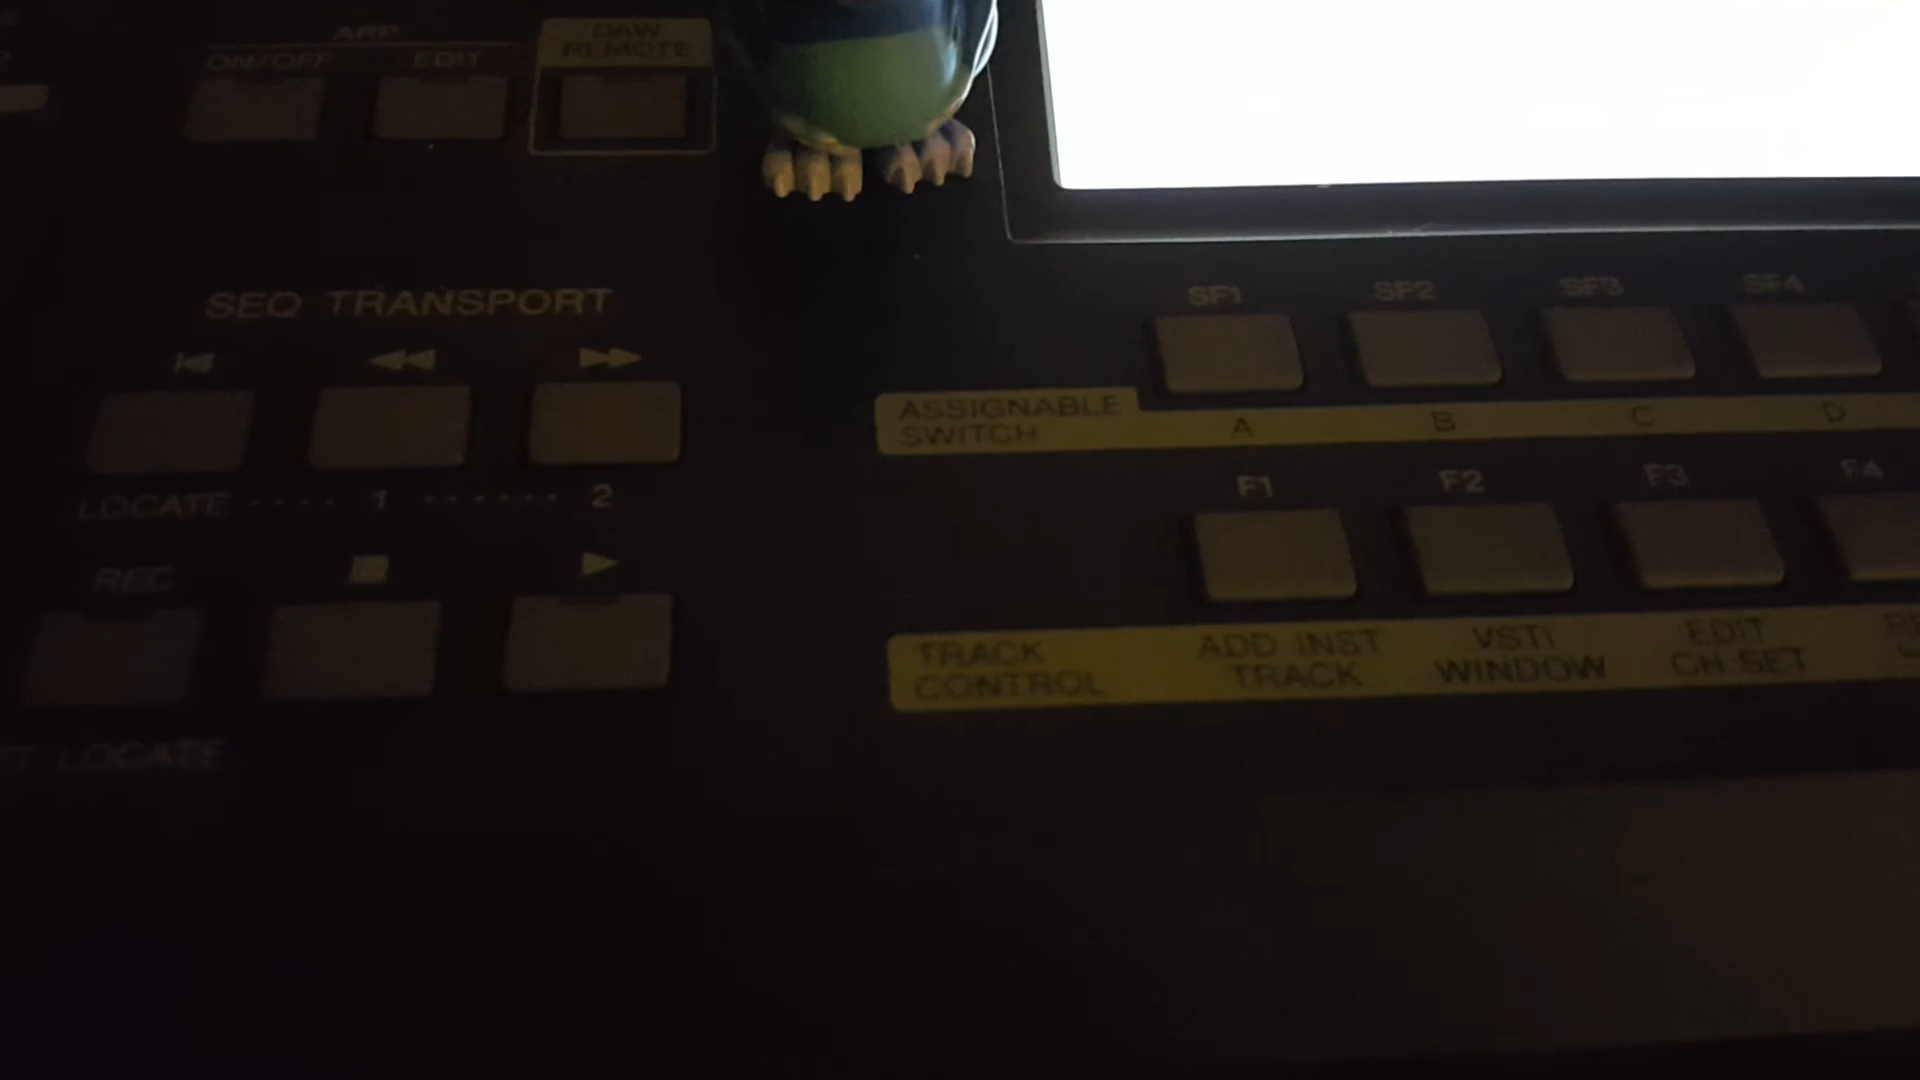 ARP
ON/OFF EDIT
DAW
REMOTE
SEQ TRANSPORT
LOCATE 1 2
REC
LOCATE
SF1 SF2 SF3 SF4
ASSIGNABLE
SWITCH
A B C D
F1 F2 F3 F4
TRACK
CONTROL
ADD INST
TRACK
VSTi
WINDOW
EDIT
CH SET